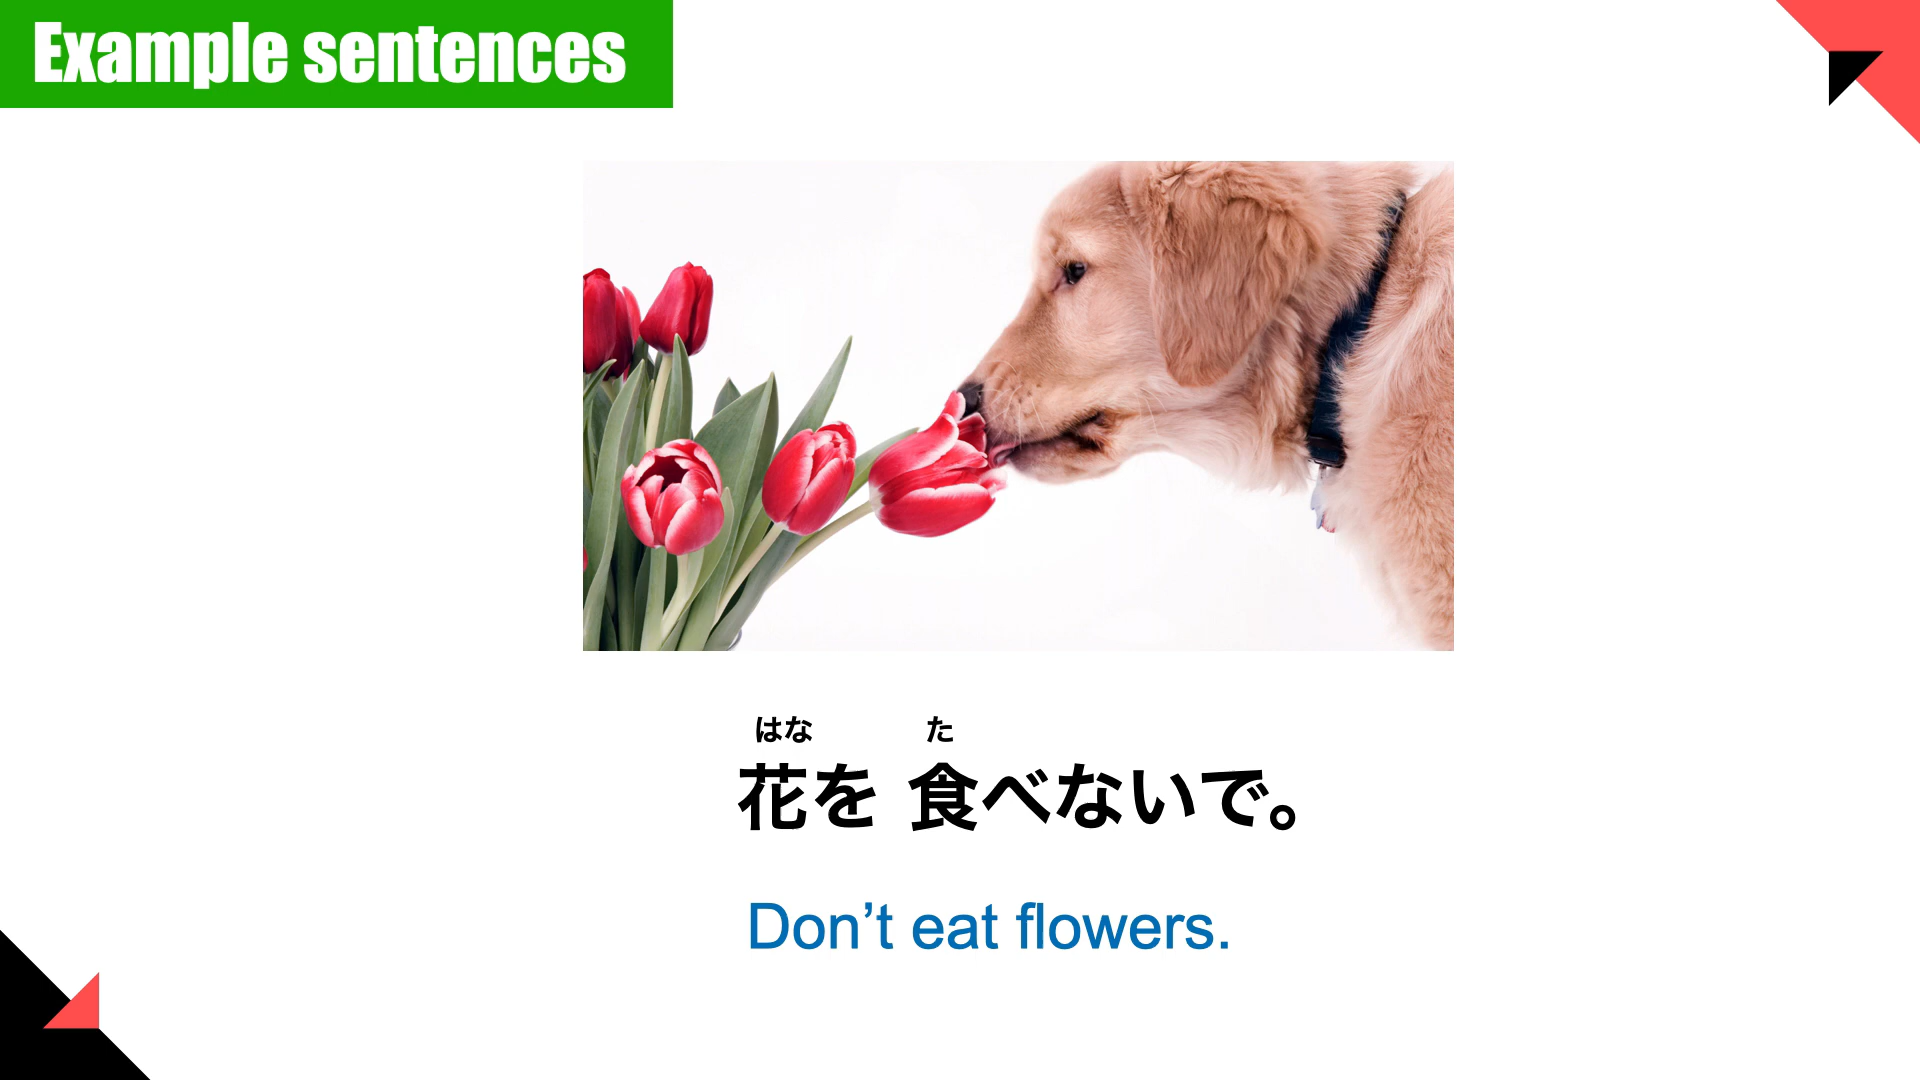 Example sentences
はな た
花を 食べないで。
Don’t eat flowers.